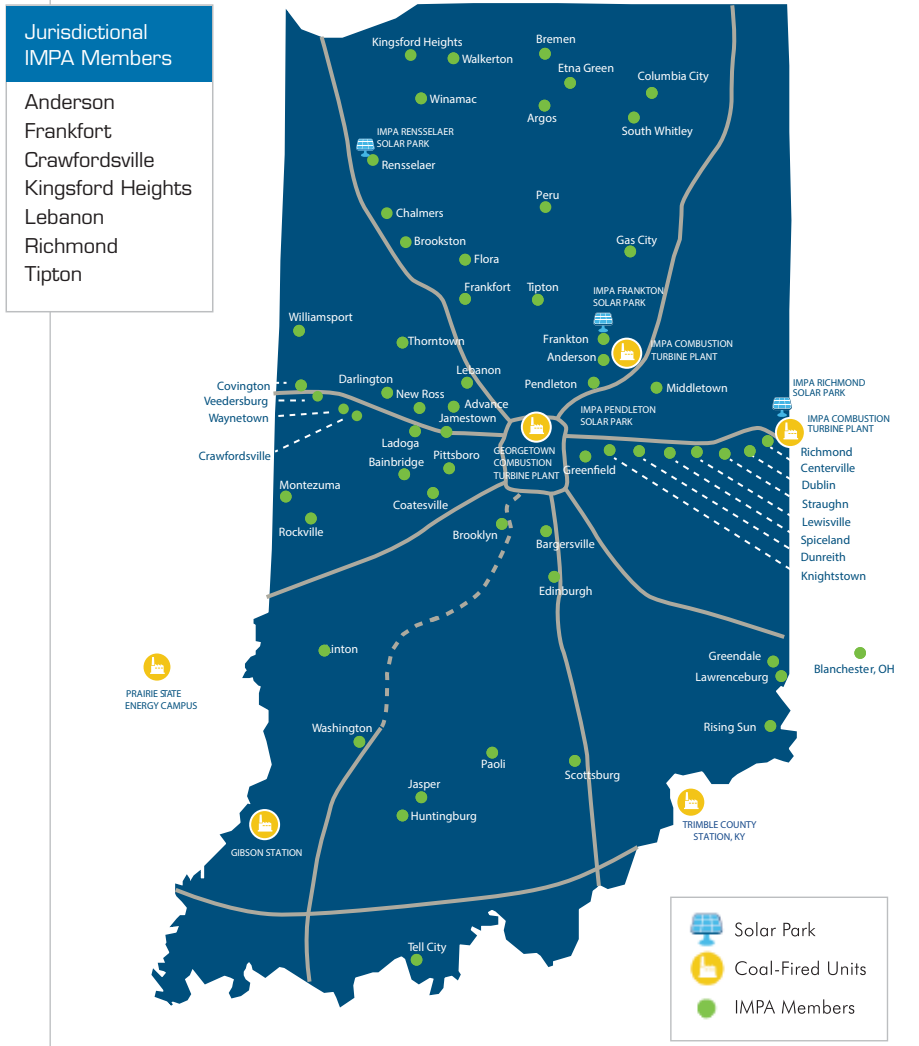 Jurisdictional
IMPA Members
Anderson
Frankfort
Crawfordsville
Kingsford Heights
Lebanon
Richmond
Tipton
Kingsford Heights
Walkerton
Bremen
Etna Green
Columbia City
Winamac
Argos
South Whitley
IMPA RENSSELAER
SOLAR PARK
Rensselaer
Peru
Chalmers
Brookston
Gas City
Flora
Frankfort
Tipton
IMPA FRANKTON
SOLAR PARK
Williamsport
Thorntown
Frankton
Anderson
IMPA COMBUSTION
TURBINE PLANT
Lebanon
Covington
Darlington
Pendleton
Middletown
IMPA RICHMOND
SOLAR PARK
Veedersburg
New Ross
Advance
Waynetown
Jamestown
IMPA PENDLETON
SOLAR PARK
IMPA COMBUSTION
TURBINE PLANT
Crawfordsville
Ladoga
Pittsboro
GEORGETOWN
COMBUSTION
TURBINE PLANT
Bainbridge
Greenfield
Richmond
Centerville
Dublin
Straughn
Lewisville
Spiceland
Dunreith
Knightstown
Montezuma
Coatesville
Rockville
Brooklyn
Bargersville
Edinburgh
Linton
Greendale
Lawrenceburg
Blanchester, OH
PRAIRIE STATE
ENERGY CAMPUS
Washington
Rising Sun
Paoli
Scottsburg
Jasper
Huntingburg
TRIMBLE COUNTY
STATION, KY
GIBSON STATION
Tell City
Solar Park
Coal-Fired Units
IMPA Members